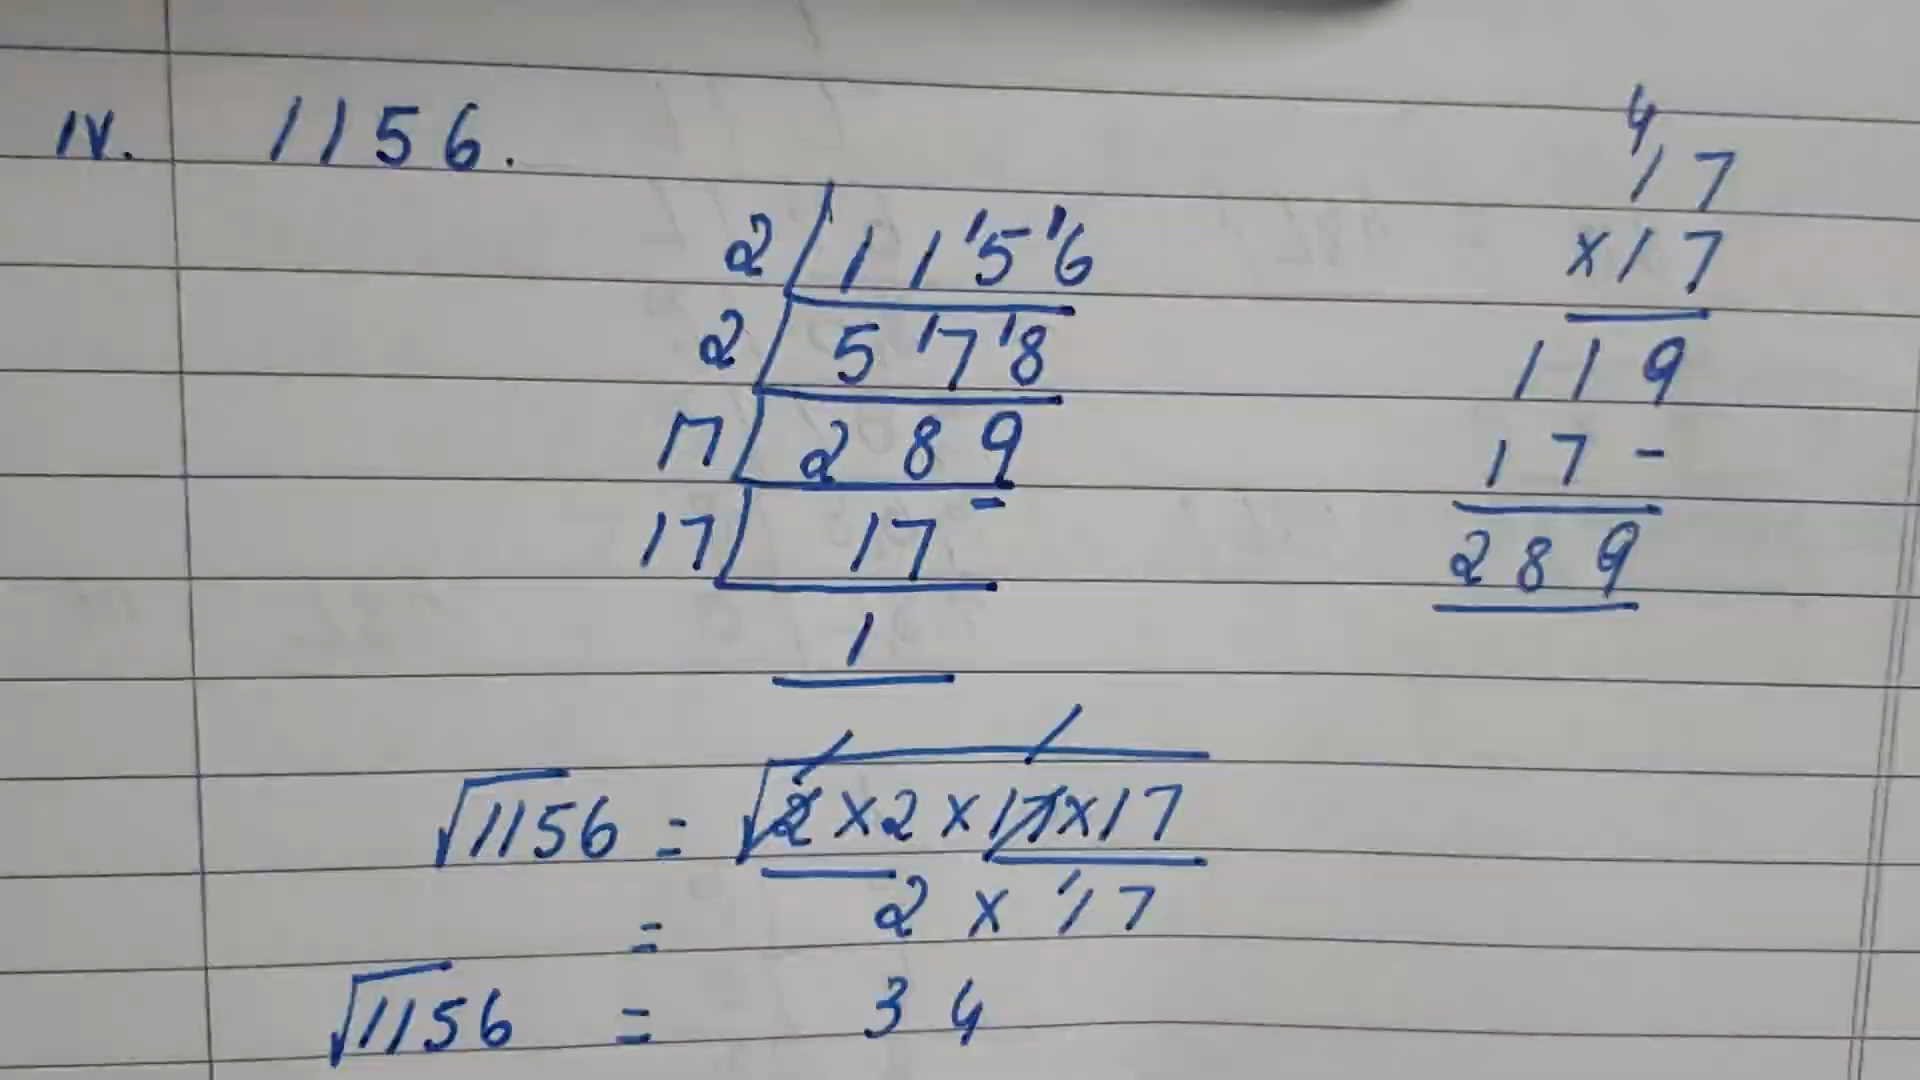 IV. 1156.
2 | 1156
2 | 578
17 | 289
17 | 17
1
4
17
×17
119
17-
289
√1156 = √2×2×17×17
= 2 × 17
√1156 = 34